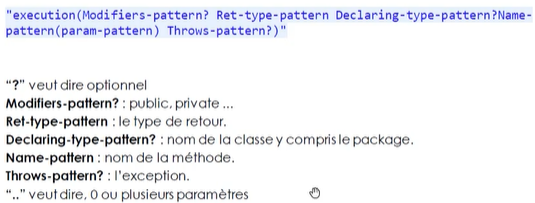 "execution(Modifiers-pattern? Ret-type-pattern Declaring-type-pattern?Name-
pattern(param-pattern) Throws-pattern?)"
“?” veut dire optionnel
Modifiers-pattern? : public, private ...
Ret-type-pattern : le type de retour.
Declaring-type-pattern? : nom de la classe y compris le package.
Name-pattern : nom de la méthode.
Throws-pattern? : l'exception.
“..” veut dire, 0 ou plusieurs paramètres